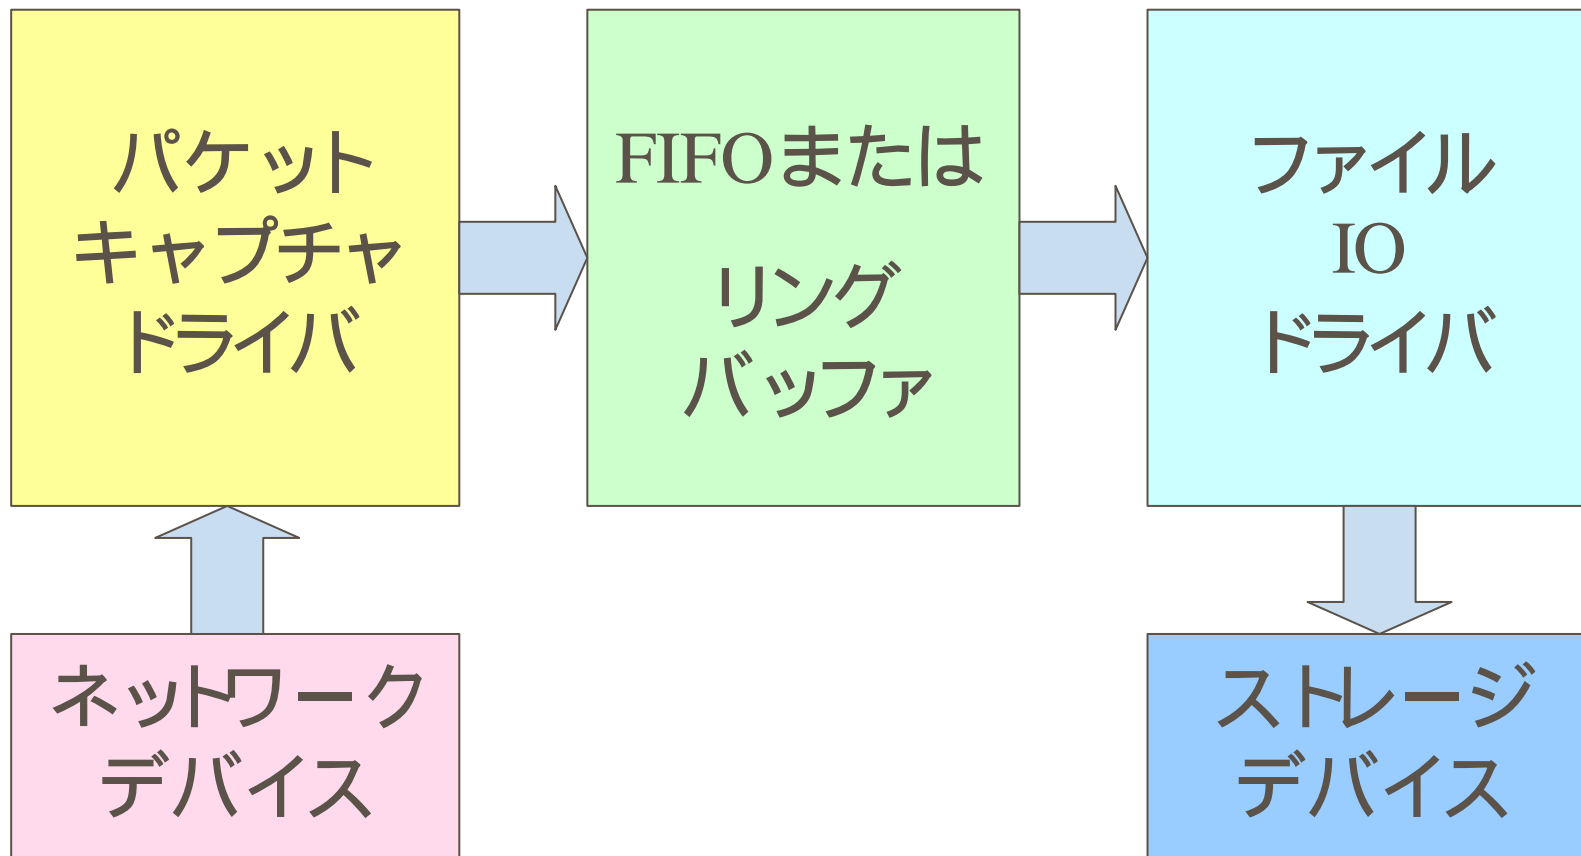 パケット
キャプチャ
ドライバ
FIFOまたは
リング
バッファ
ファイル
IO
ドライバ
ネットワーク
デバイス
ストレージ
デバイス